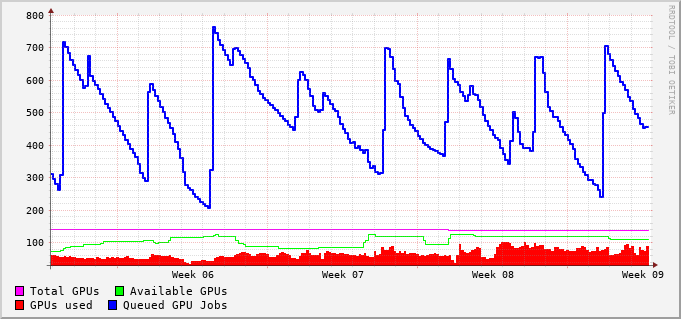 800
700
600
500
400
300
200
100
Week 06 Week 07 Week 08 Week 09
Total GPUs Available GPUs
GPUs used Queued GPU Jobs
RRDTOOL / TOBI OETIKER